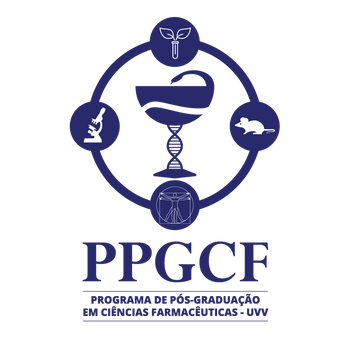 PPGCF
PROGRAMA DE PÓS-GRADUAÇÃO
EM CIÊNCIAS FARMACÊUTICAS - UVV